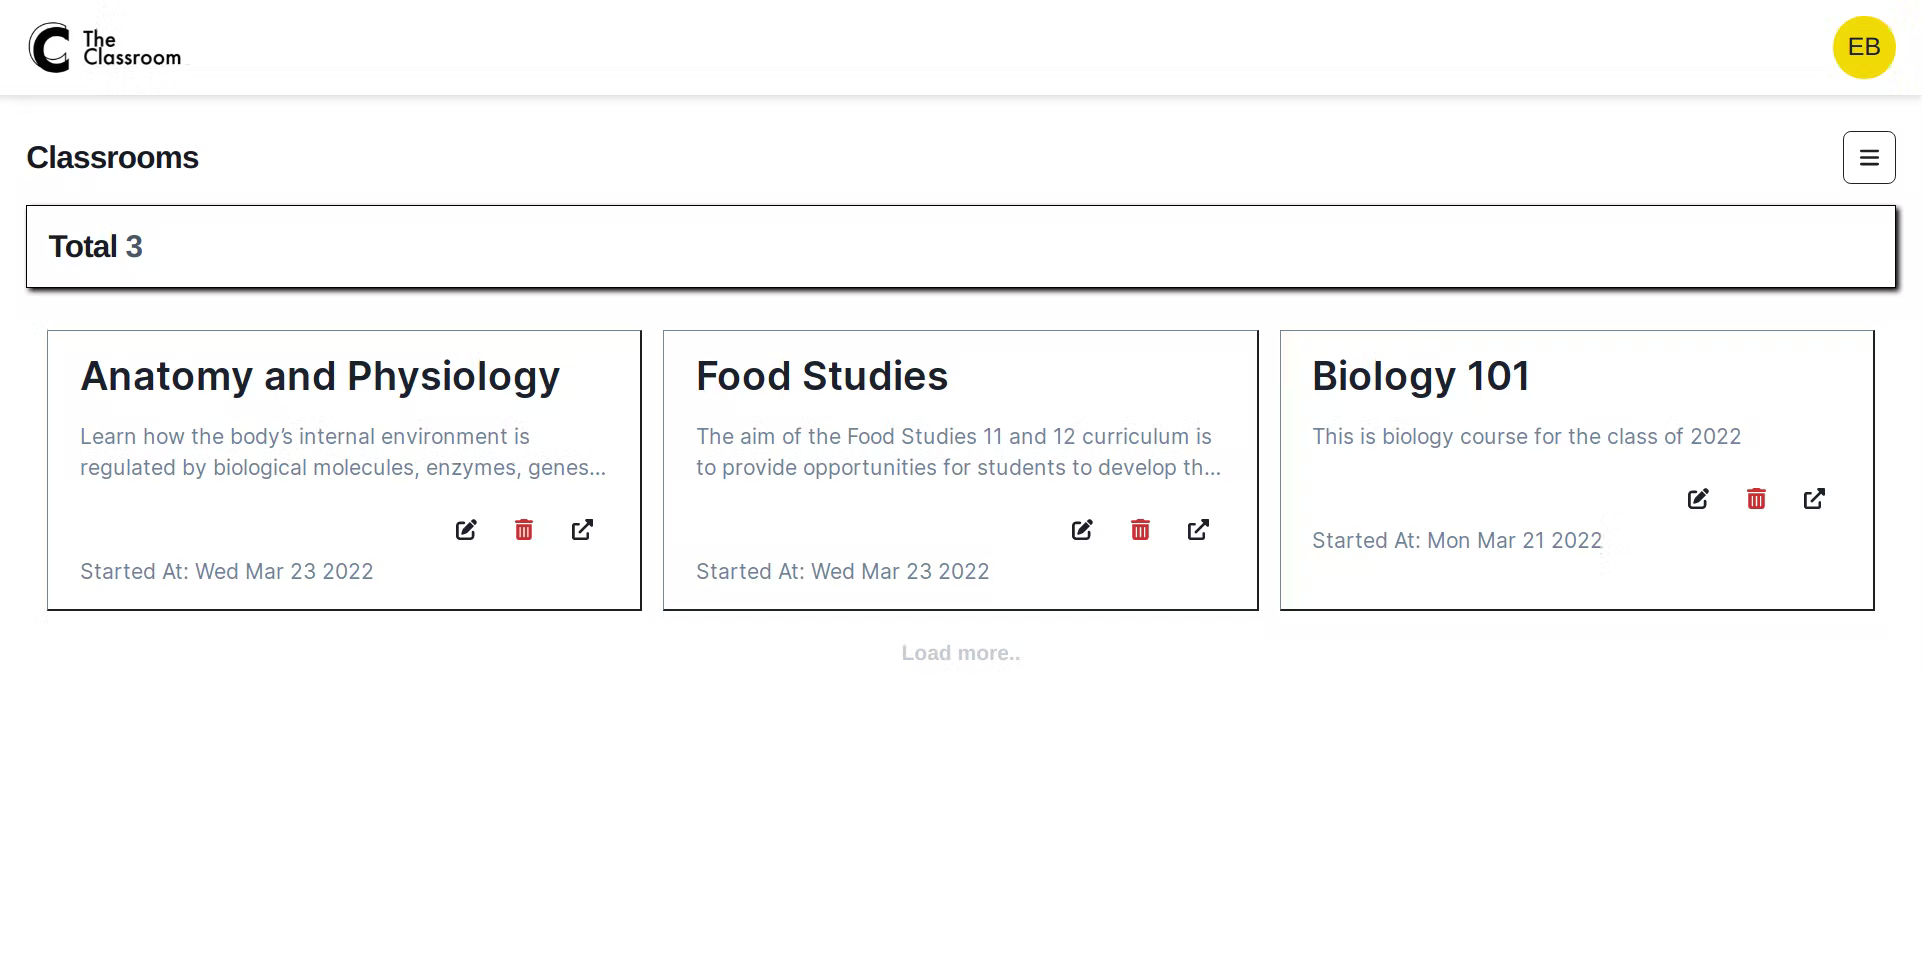 The
Classroom
EB
Classrooms
Total 3
Anatomy and Physiology
Learn how the body’s internal environment is
regulated by biological molecules, enzymes, genes...
Started At: Wed Mar 23 2022
Food Studies
The aim of the Food Studies 11 and 12 curriculum is
to provide opportunities for students to develop th...
Started At: Wed Mar 23 2022
Biology 101
This is biology course for the class of 2022
Started At: Mon Mar 21 2022
Load more..